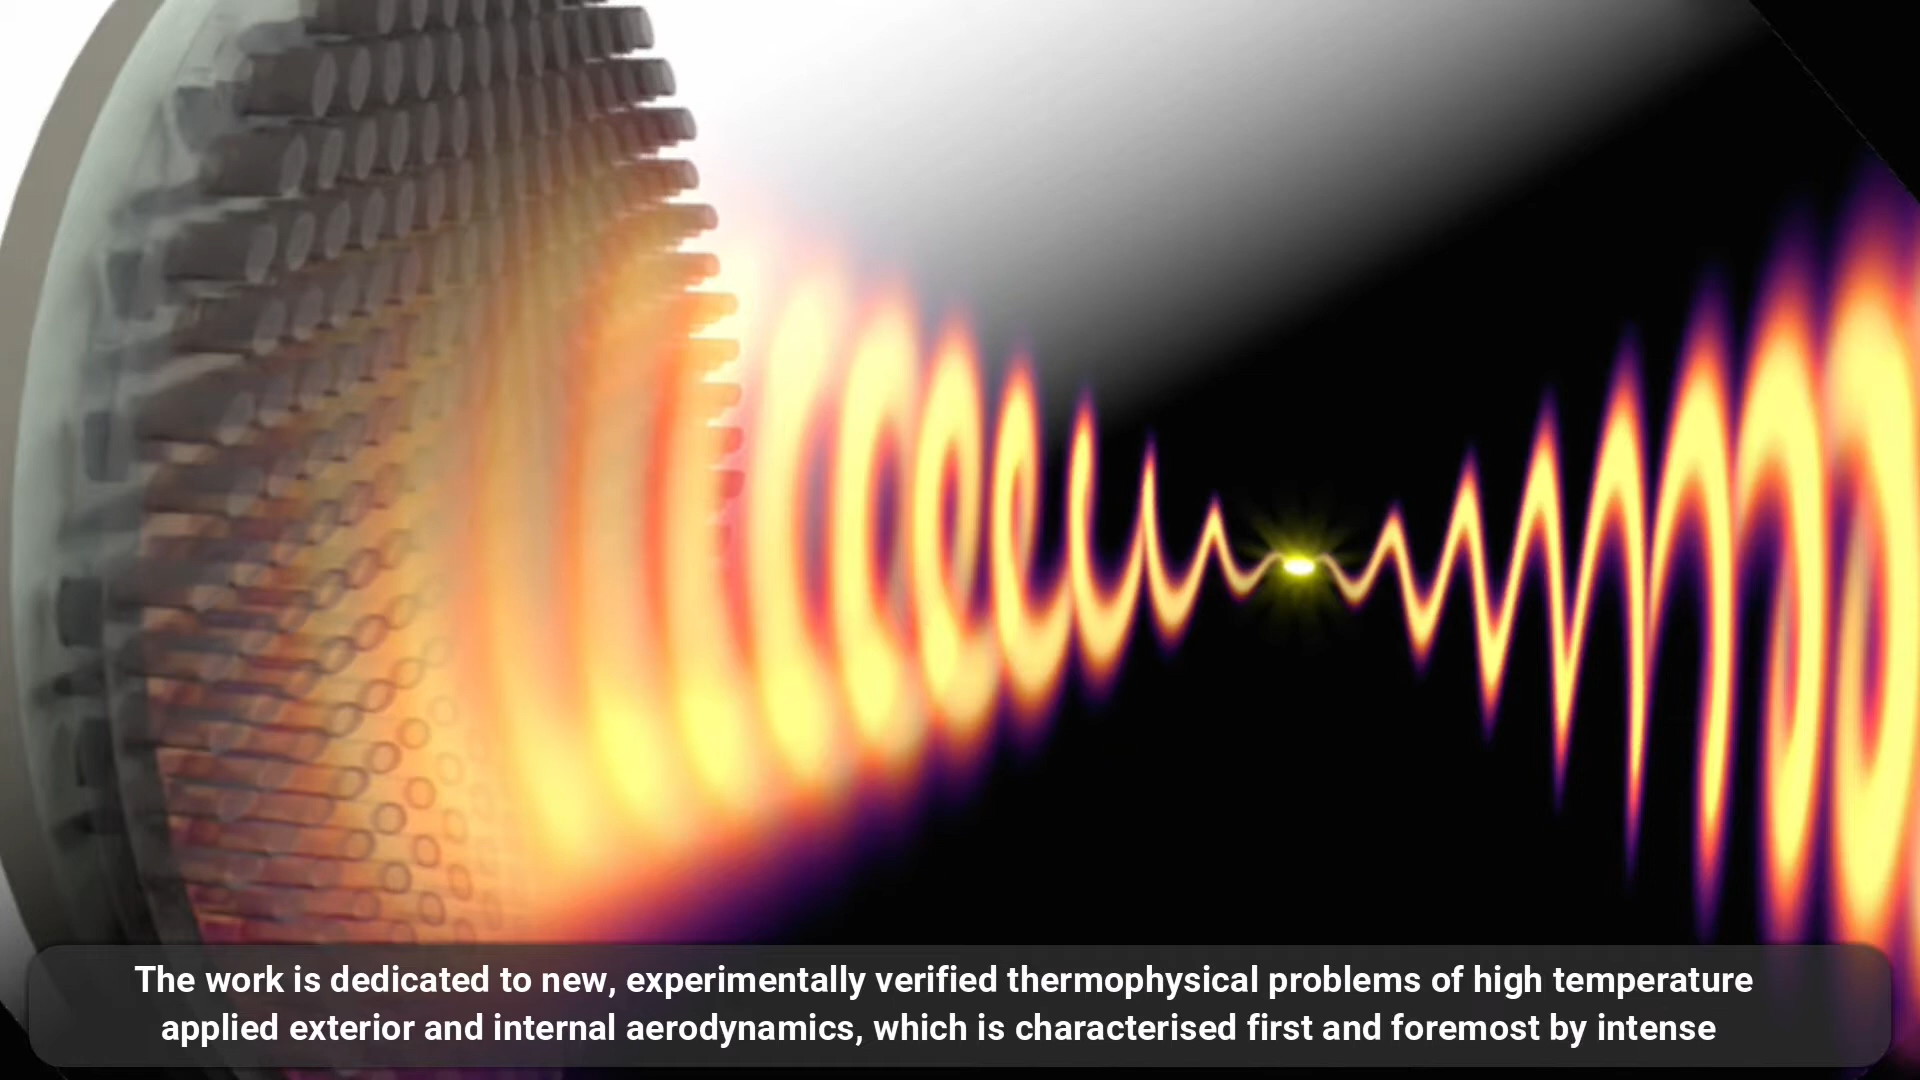 The work is dedicated to new, experimentally verified thermophysical problems of high temperature
applied exterior and internal aerodynamics, which is characterised first and foremost by intense